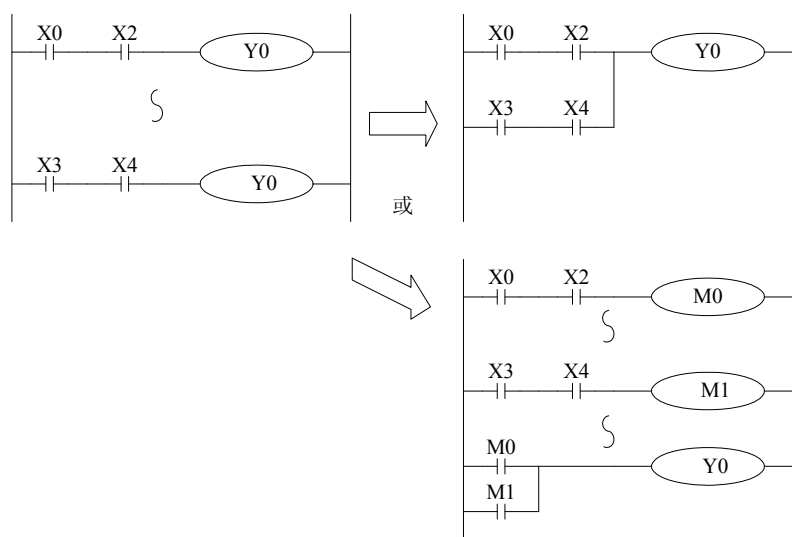 X0 X2 Y0
X3 X4 Y0
X0 X2 Y0
X3 X4
或
X0 X2 M0
X3 X4 M1
M0 Y0
M1